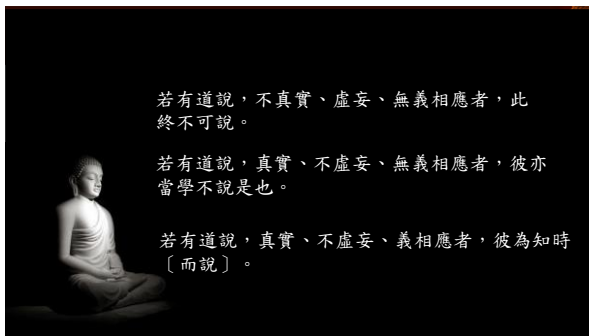 若有道說，不真實、虛妄、無義相應者，此
終不可說。
若有道說，真實、不虛妄、無義相應者，彼亦
當學不說是也。
若有道說，真實、不虛妄、義相應者，彼為知時
〔而說〕。